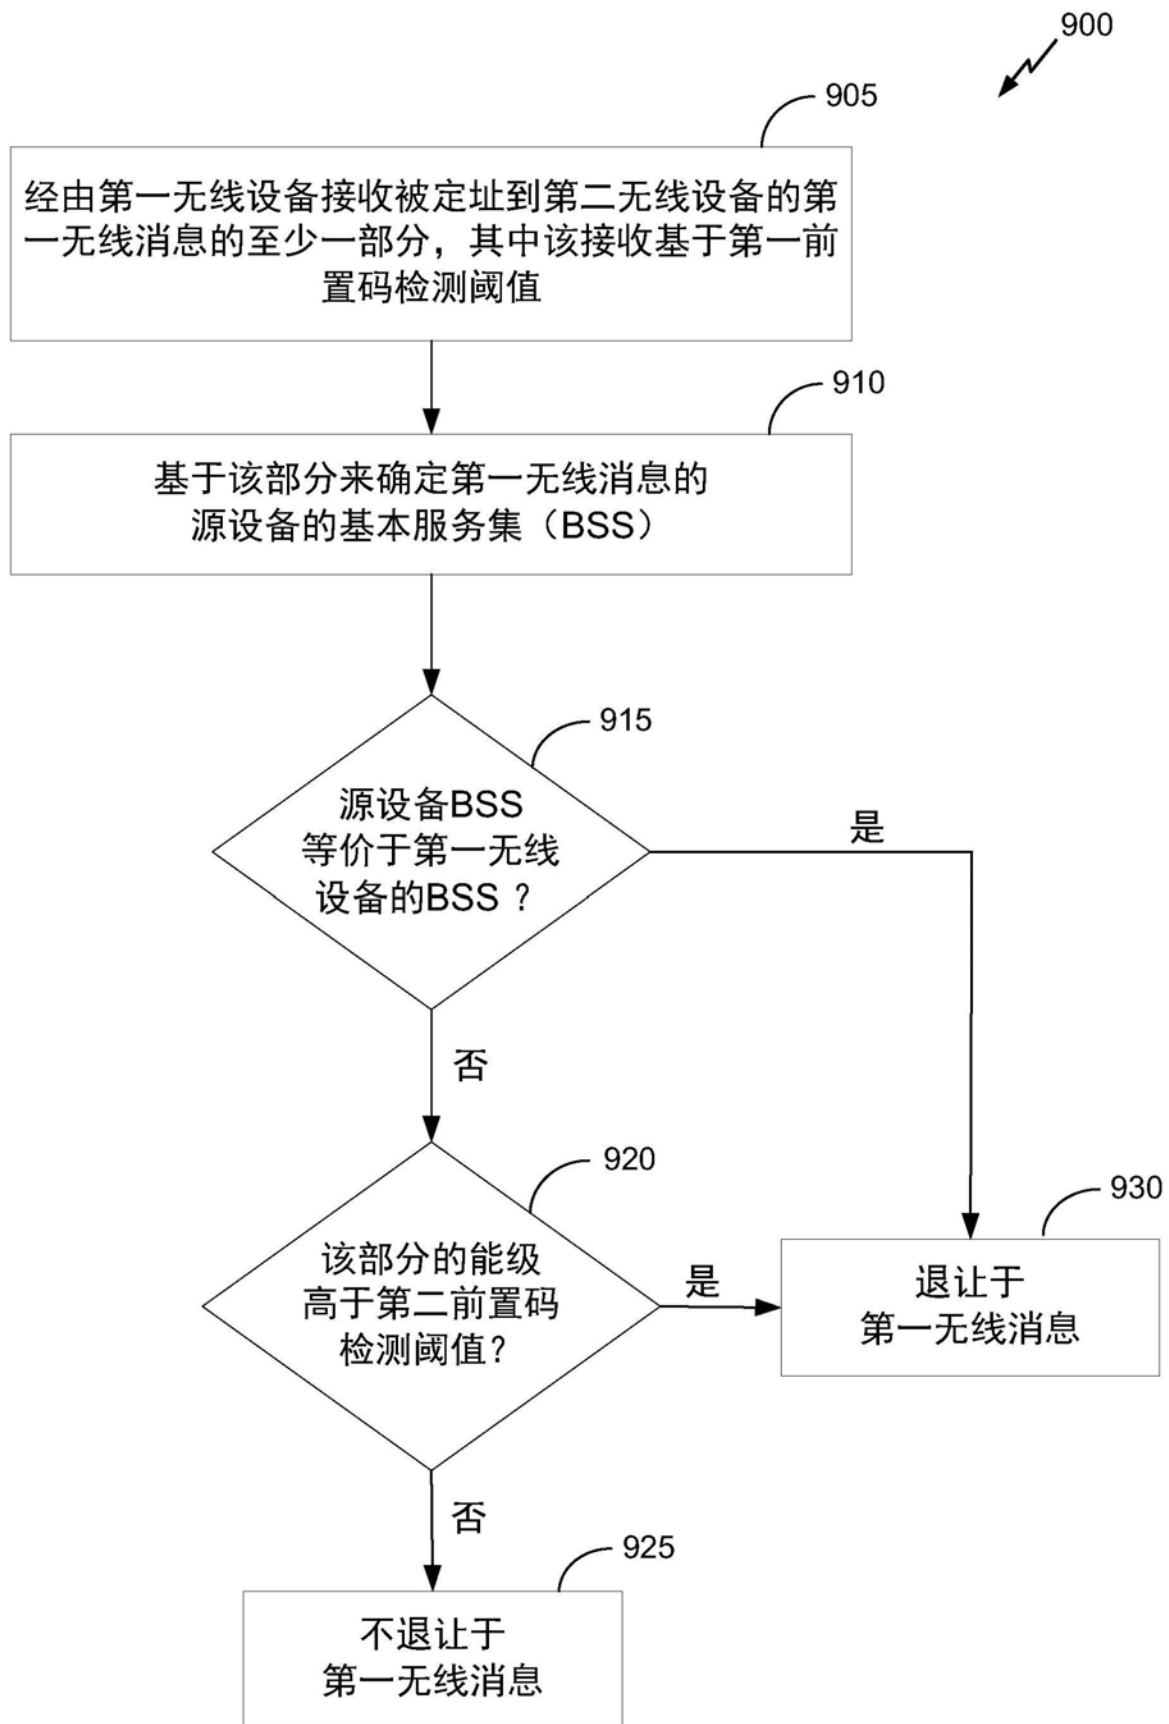 900
905
经由第一无线设备接收被定址到第二无线设备的第
一无线消息的至少一部分，其中该接收基于第一前
置码检测阈值
910
基于该部分来确定第一无线消息的
源设备的基本服务集（BSS）
915
源设备BSS
等价于第一无线
设备的BSS ？
是
否
920
该部分的能级
高于第二前置码
检测阈值？
是
930
退让于
第一无线消息
否
925
不退让于
第一无线消息